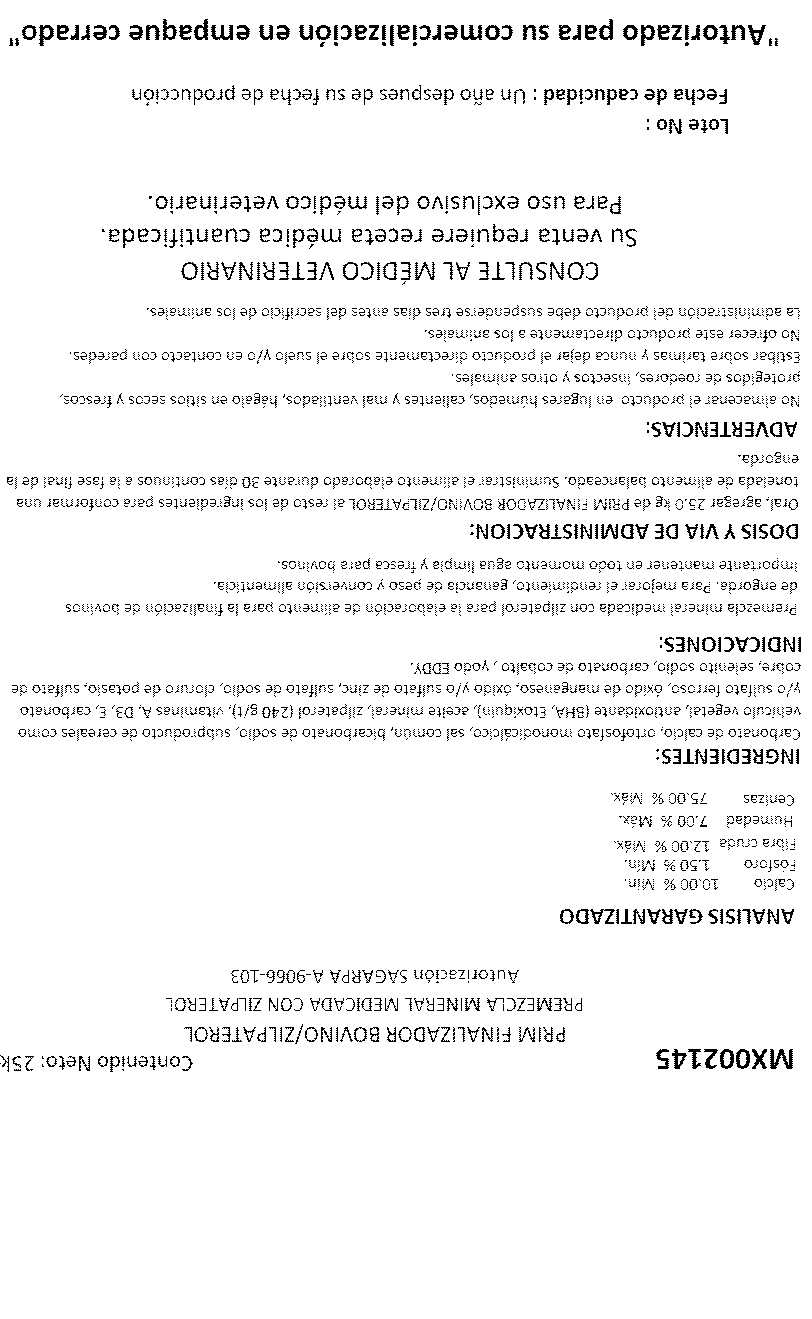 MX002145
Contenido Neto: 25k
PRIM FINALIZADOR BOVINO/ZILPATEROL
PREMEZCLA MINERAL MEDICADA CON ZILPATEROL
Autorización SAGARPA A-9066-103
ANALISIS GARANTIZADO
Calcio 10.00 % Min.
Fósforo 1.50 % Min.
Fibra cruda 12.00 % Máx.
Humedad 7.00 % Máx.
Cenizas 75.00 % Máx.
INGREDIENTES:
Carbonato de calcio, ortofosfato monodicálcico, sal común, bicarbonato de sodio, subproducto de cereales como
vehiculo vegetal, antioxidante (BHA, Etoxiquin), aceite mineral, zilpaterol (240 g/t), vitaminas A, D3, E, carbonato
y/o sulfato ferroso, óxido de manganeso, óxido y/o sulfato de zinc, sulfato de sodio, cloruro de potasio, sulfato de
cobre, selenito sodio, carbonato de cobalto , yodo EDDY.
INDICACIONES:
Premezcla mineral medicada con zilpaterol para la elaboración de alimento para la finalización de bovinos
de engorda. Para mejorar el rendimiento, ganancia de peso y conversión alimenticia.
Importante mantener en todo momento agua limpia y fresca para bovinos.
DOSIS Y VIA DE ADMINISTRACION:
Oral, agregar 25.0 kg de PRIM FINALIZADOR BOVINO/ZILPATEROL al resto de los ingredientes para conformar una
tonelada de alimento balanceado. Suministrar el alimento elaborado durante 30 días continuos a la fase final de la
engorda.
ADVERTENCIAS:
No almacenar el producto en lugares húmedos, calientes y mal ventilados, hágalo en sitios secos y frescos,
protegidos de roedores, insectos y otros animales.
Estibar sobre tarimas y nunca dejar el producto directamente sobre el suelo y/o en contacto con paredes.
No ofrecer este producto directamente a los animales.
La administración del producto debe suspenderse tres días antes del sacrificio de los animales.
CONSULTE AL MÉDICO VETERINARIO
Su venta requiere receta médica cuantificada.
Para uso exclusivo del médico veterinario.
Lote No :
Fecha de caducidad : Un año despues de su fecha de producción
"Autorizado para su comercialización en empaque cerrado"